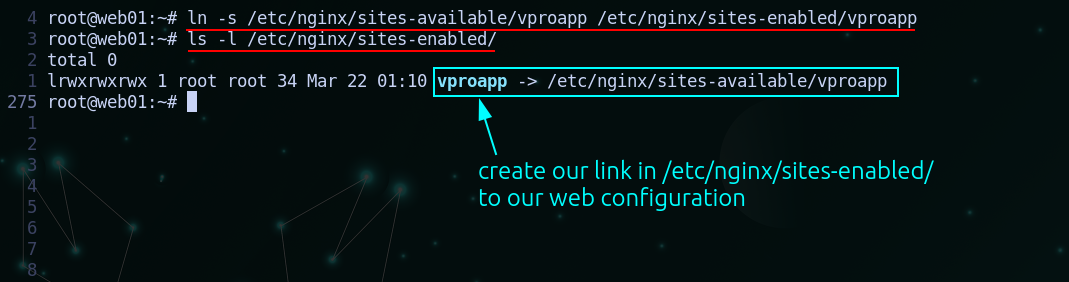 4 root@web01:~# ln -s /etc/nginx/sites-available/vproapp /etc/nginx/sites-enabled/vproapp
3 root@web01:~# ls -l /etc/nginx/sites-enabled/
2 total 0
1 lrwxrwxrwx 1 root root 34 Mar 22 01:10 vproapp -> /etc/nginx/sites-available/vproapp
275 root@web01:~#
1
2
3
create our link in /etc/nginx/sites-enabled/
4
to our web configuration
5
6
7
8